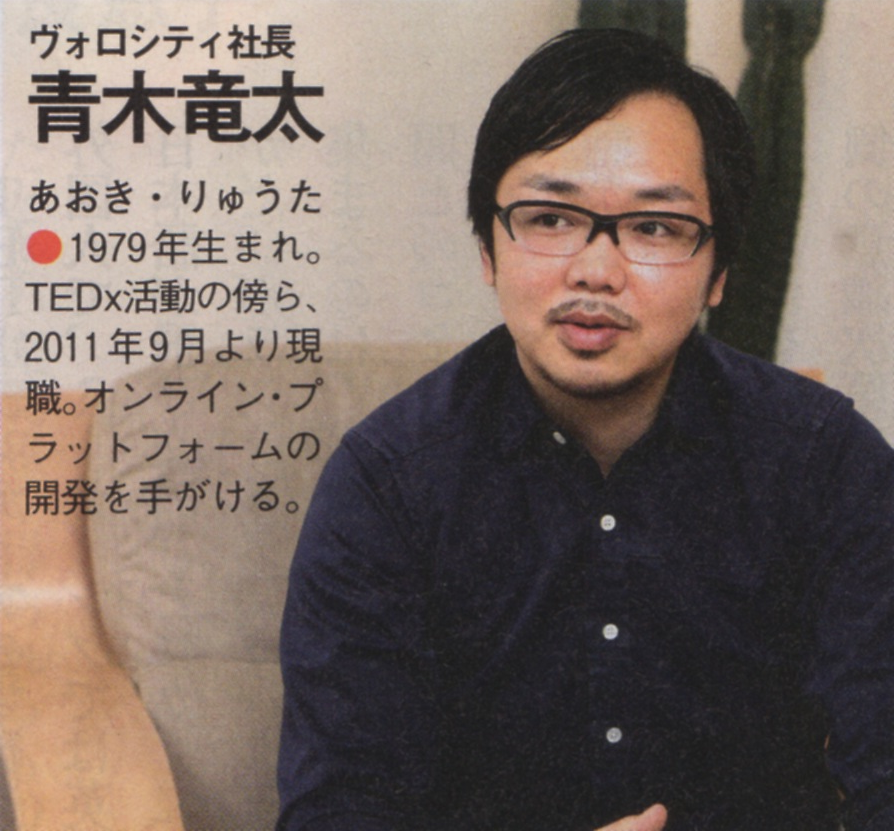 ヴォロシティ社長
青木竜太
あおき・りゅうた
●1979年生まれ。
TEDx活動の傍ら、
2011年9月より現
職。オンライン・プ
ラットフォームの
開発を手がける。